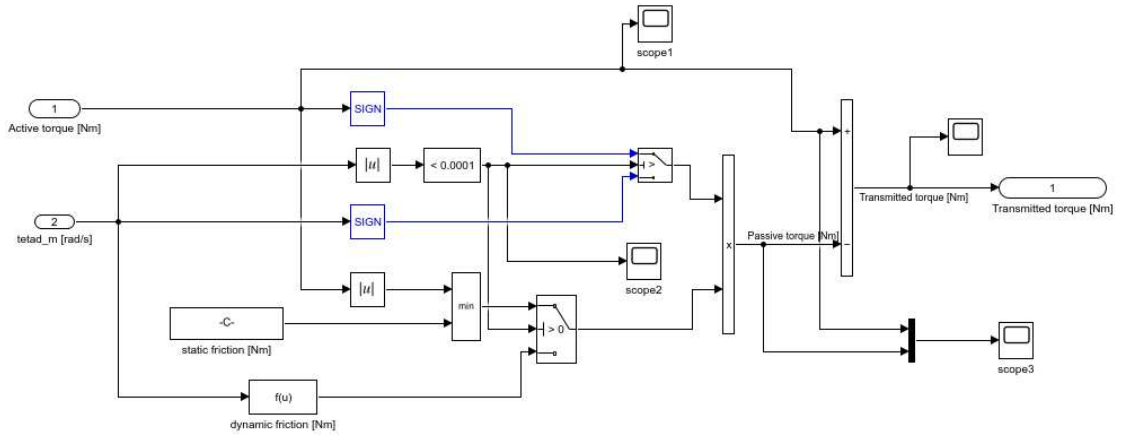 scope1
1
SIGN
Active torque [Nm]
|u|
< 0.0001
>
+
Transmitted torque [Nm]
1
Transmitted torque [Nm]
2
SIGN
tetad_m [rad/s]
x
Passive torque [Nm]
−
scope2
|u|
min
-C-
> 0
static friction [Nm]
scope3
f(u)
dynamic friction [Nm]